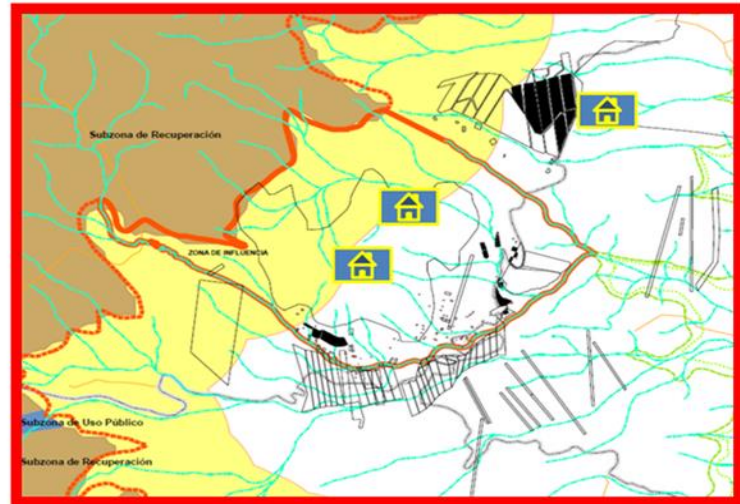 Subzona de Recuperación
ZONA DE INFLUENCIA
Subzona de Uso Público
Subzona de Recuperación